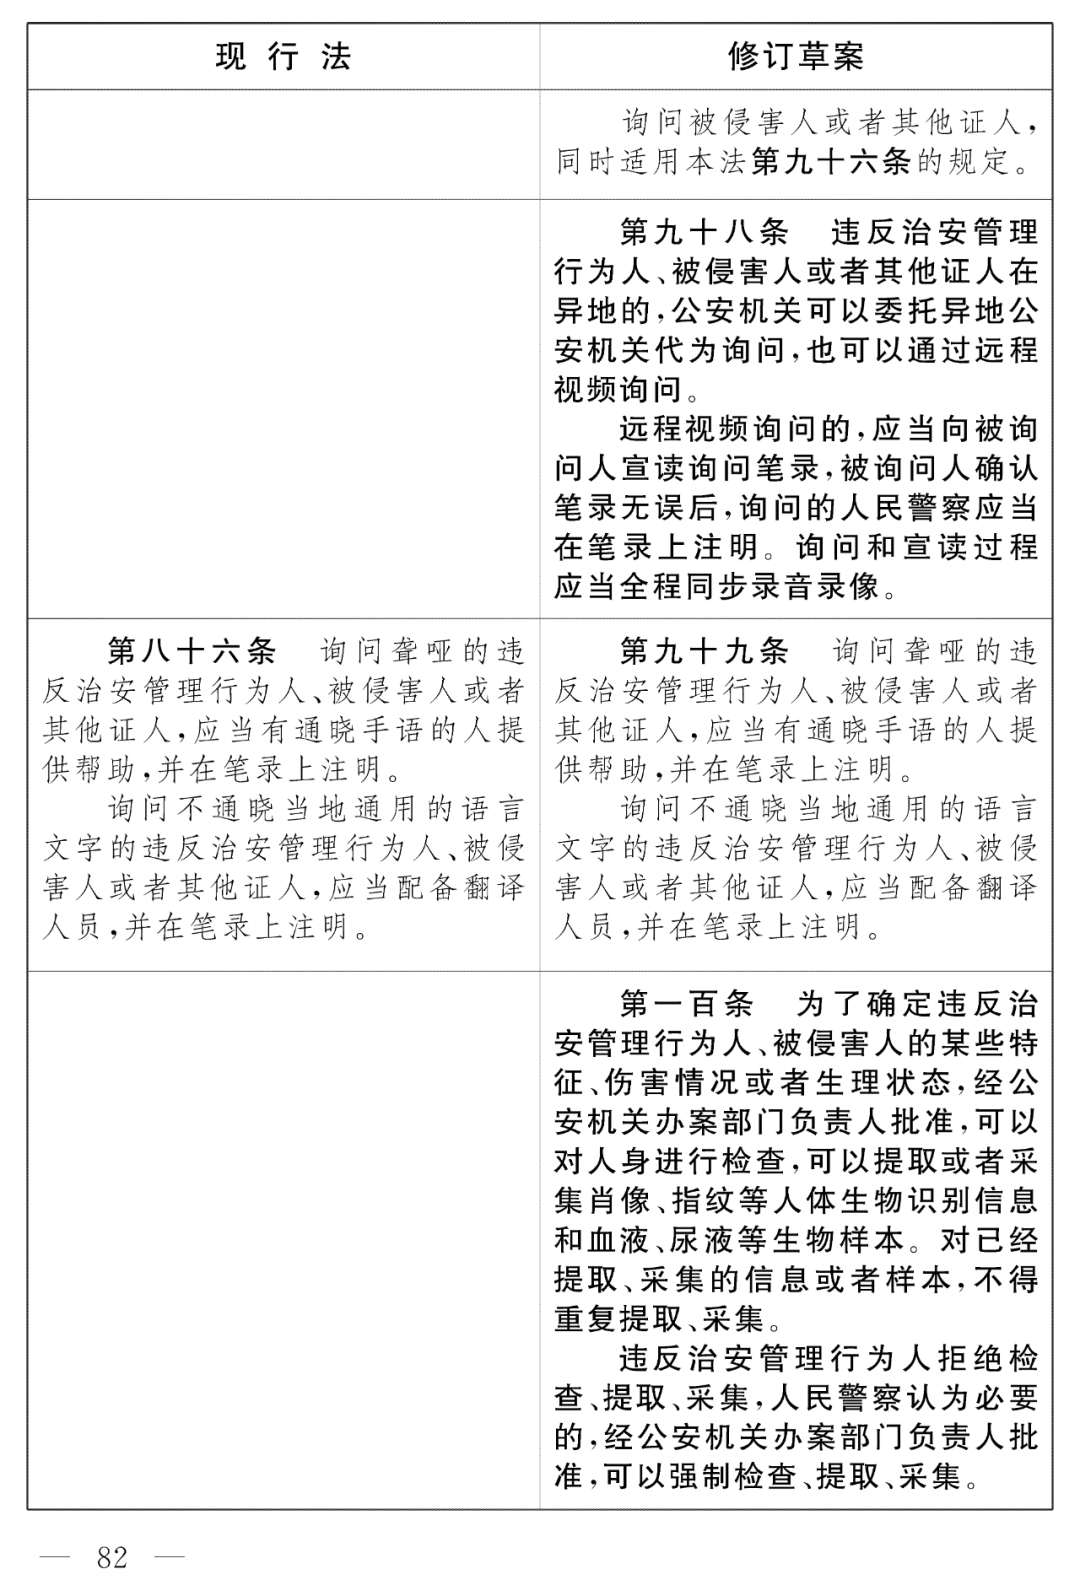 现行法
修订草案
询问被侵害人或者其他证人，
同时适用本法第九十六条的规定。
第九十八条　违反治安管理
行为人、被侵害人或者其他证人在
异地的，公安机关可以委托异地公
安机关代为询问，也可以通过远程
视频询问。
远程视频询问的，应当向被询
问人宣读询问笔录，被询问人确认
笔录无误后，询问的人民警察应当
在笔录上注明。询问和宣读过程
应当全程同步录音录像。
第八十六条　询问聋哑的违
反治安管理行为人、被侵害人或者
其他证人，应当有通晓手语的人提
供帮助，并在笔录上注明。
询问不通晓当地通用的语言
文字的违反治安管理行为人、被侵
害人或者其他证人，应当配备翻译
人员，并在笔录上注明。
第九十九条　询问聋哑的违
反治安管理行为人、被侵害人或者
其他证人，应当有通晓手语的人提
供帮助，并在笔录上注明。
询问不通晓当地通用的语言
文字的违反治安管理行为人、被侵
害人或者其他证人，应当配备翻译
人员，并在笔录上注明。
第一百条　为了确定违反治
安管理行为人、被侵害人的某些特
征、伤害情况或者生理状态，经公
安机关办案部门负责人批准，可以
对人身进行检查，可以提取或者采
集肖像、指纹等人体生物识别信息
和血液、尿液等生物样本。对已经
提取、采集的信息或者样本，不得
重复提取、采集。
违反治安管理行为人拒绝检
查、提取、采集，人民警察认为必要
的，经公安机关办案部门负责人批
准，可以强制检查、提取、采集。
— 82 —